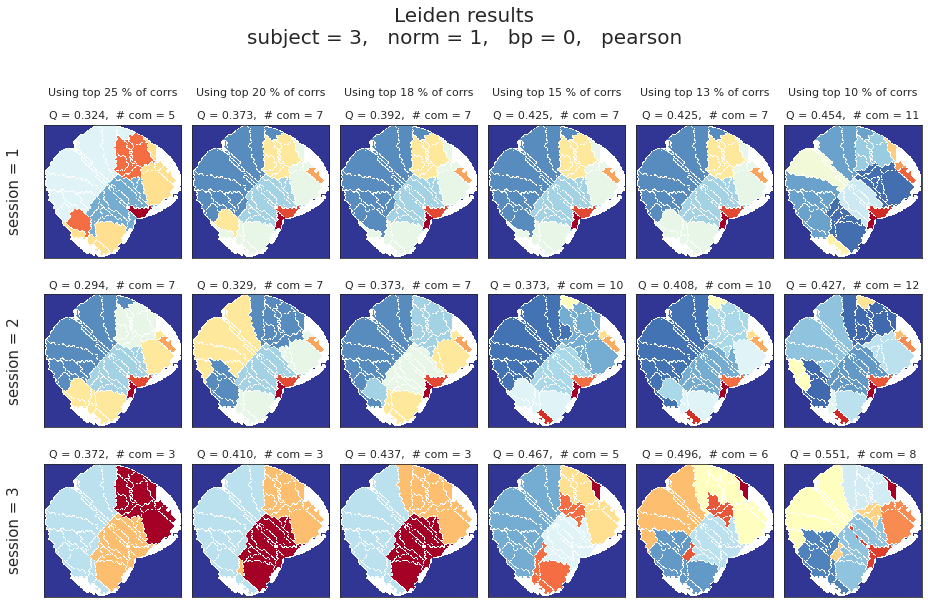 Leiden results
subject = 3,   norm = 1,   bp = 0,   pearson
Using top 25 % of corrs
Using top 20 % of corrs
Using top 18 % of corrs
Using top 15 % of corrs
Using top 13 % of corrs
Using top 10 % of corrs
session = 1
Q = 0.324,  # com = 5
Q = 0.373,  # com = 7
Q = 0.392,  # com = 7
Q = 0.425,  # com = 7
Q = 0.425,  # com = 7
Q = 0.454,  # com = 11
session = 2
Q = 0.294,  # com = 7
Q = 0.329,  # com = 7
Q = 0.373,  # com = 7
Q = 0.373,  # com = 10
Q = 0.408,  # com = 10
Q = 0.427,  # com = 12
session = 3
Q = 0.372,  # com = 3
Q = 0.410,  # com = 3
Q = 0.437,  # com = 3
Q = 0.467,  # com = 5
Q = 0.496,  # com = 6
Q = 0.551,  # com = 8